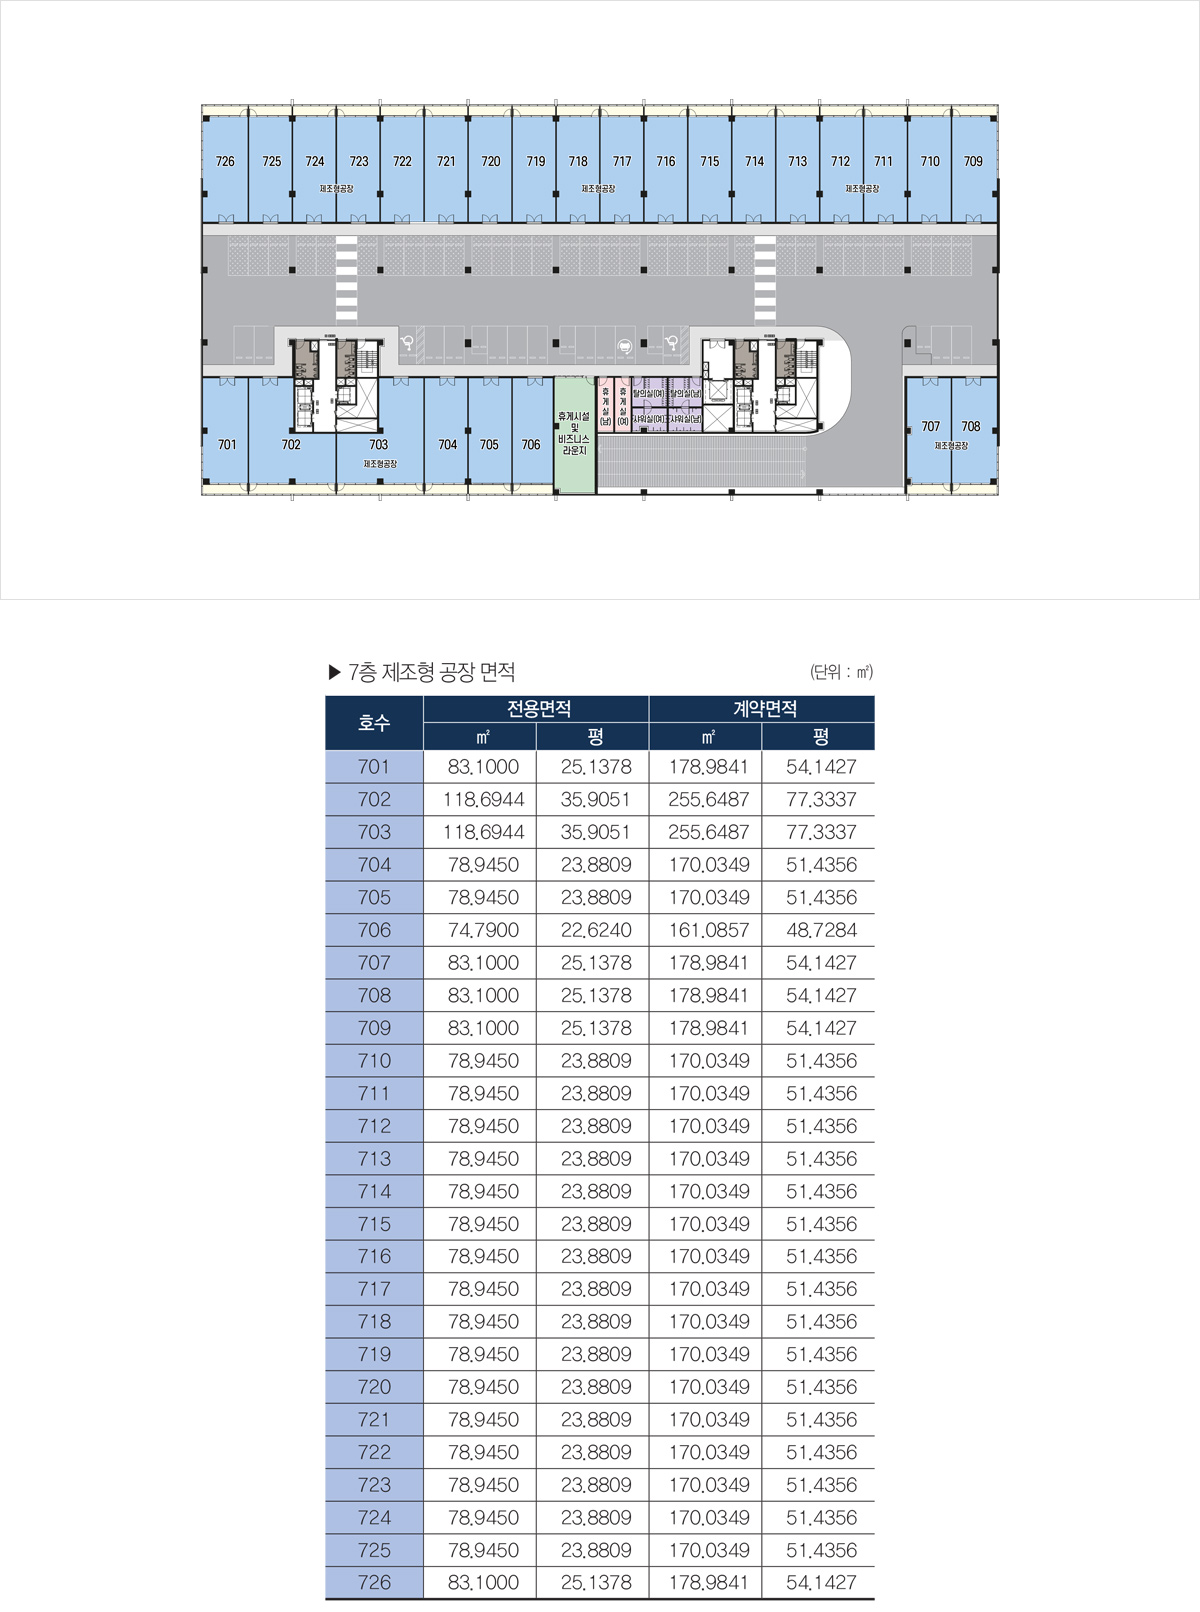 726 725 724 723 722 721 720 719 718 717 716 715 714 713 712 711 710 709
제조형공장 제조형공장 제조형공장
701 702 703 704 705 706
제조형공장
휴게시설
및
비즈니스
라운지
휴게실(남)
휴게실(여)
탈의실(여) 탈의실(남)
샤워실(여) 샤워실(남)
707 708
제조형공장
▶ 7층 제조형 공장 면적 (단위 : ㎡)
호수 전용면적 계약면적
㎡ 평 ㎡ 평
701 83.1000 25.1378 178.9841 54.1427
702 118.6944 35.9051 255.6487 77.3337
703 118.6944 35.9051 255.6487 77.3337
704 78.9450 23.8809 170.0349 51.4356
705 78.9450 23.8809 170.0349 51.4356
706 74.7900 22.6240 161.0857 48.7284
707 83.1000 25.1378 178.9841 54.1427
708 83.1000 25.1378 178.9841 54.1427
709 83.1000 25.1378 178.9841 54.1427
710 78.9450 23.8809 170.0349 51.4356
711 78.9450 23.8809 170.0349 51.4356
712 78.9450 23.8809 170.0349 51.4356
713 78.9450 23.8809 170.0349 51.4356
714 78.9450 23.8809 170.0349 51.4356
715 78.9450 23.8809 170.0349 51.4356
716 78.9450 23.8809 170.0349 51.4356
717 78.9450 23.8809 170.0349 51.4356
718 78.9450 23.8809 170.0349 51.4356
719 78.9450 23.8809 170.0349 51.4356
720 78.9450 23.8809 170.0349 51.4356
721 78.9450 23.8809 170.0349 51.4356
722 78.9450 23.8809 170.0349 51.4356
723 78.9450 23.8809 170.0349 51.4356
724 78.9450 23.8809 170.0349 51.4356
725 78.9450 23.8809 170.0349 51.4356
726 83.1000 25.1378 178.9841 54.1427